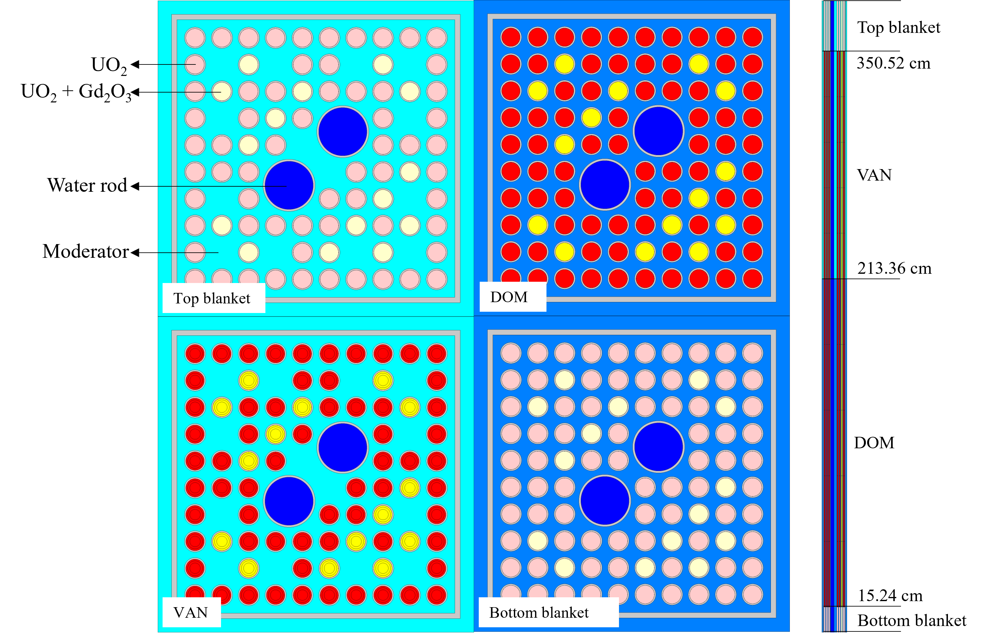 UO₂
UO₂ + Gd₂O₃
Water rod
Moderator
Top blanket
DOM
VAN
Bottom blanket
Top blanket
350.52 cm
VAN
213.36 cm
DOM
15.24 cm
Bottom blanket